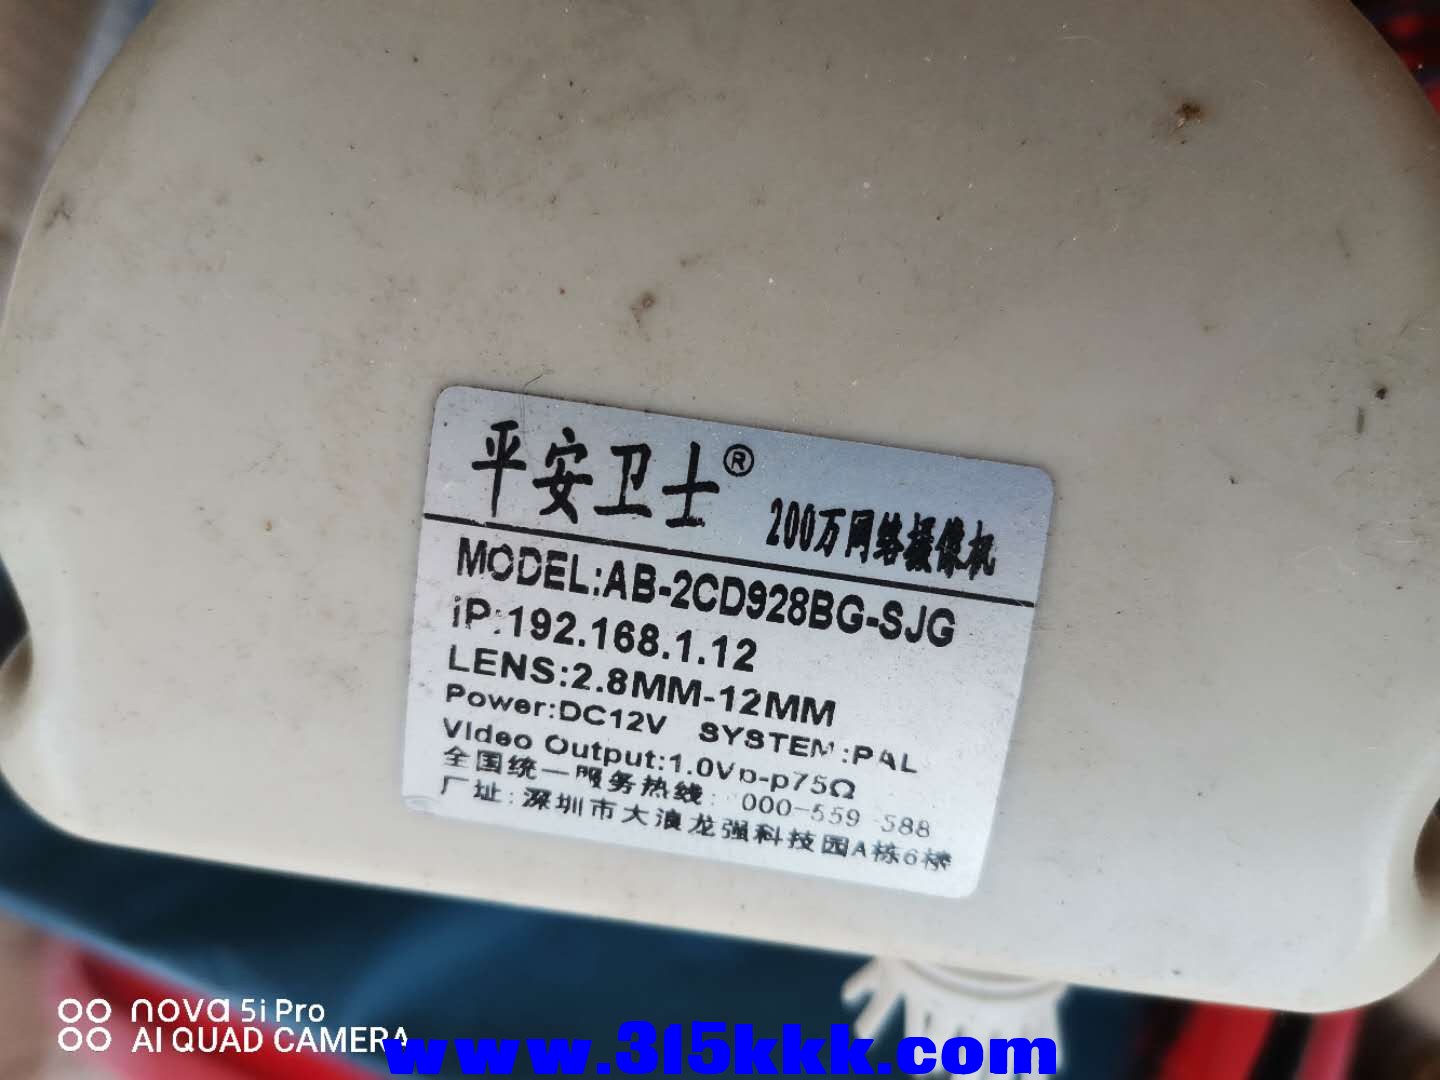 平安卫士®
200万网络摄像机
MODEL:AB-2CD928BG-SJG
iP:192.168.1.12
LENS:2.8MM-12MM
Power:DC12V SYSTEM:PAL
Video Output:1.0Vp-p75Ω
全国统一服务热线: 000-559-588
厂址:深圳市大浪龙强科技园A栋6楼
nova 5i Pro
AI QUAD CAMERA
www.315kkk.com